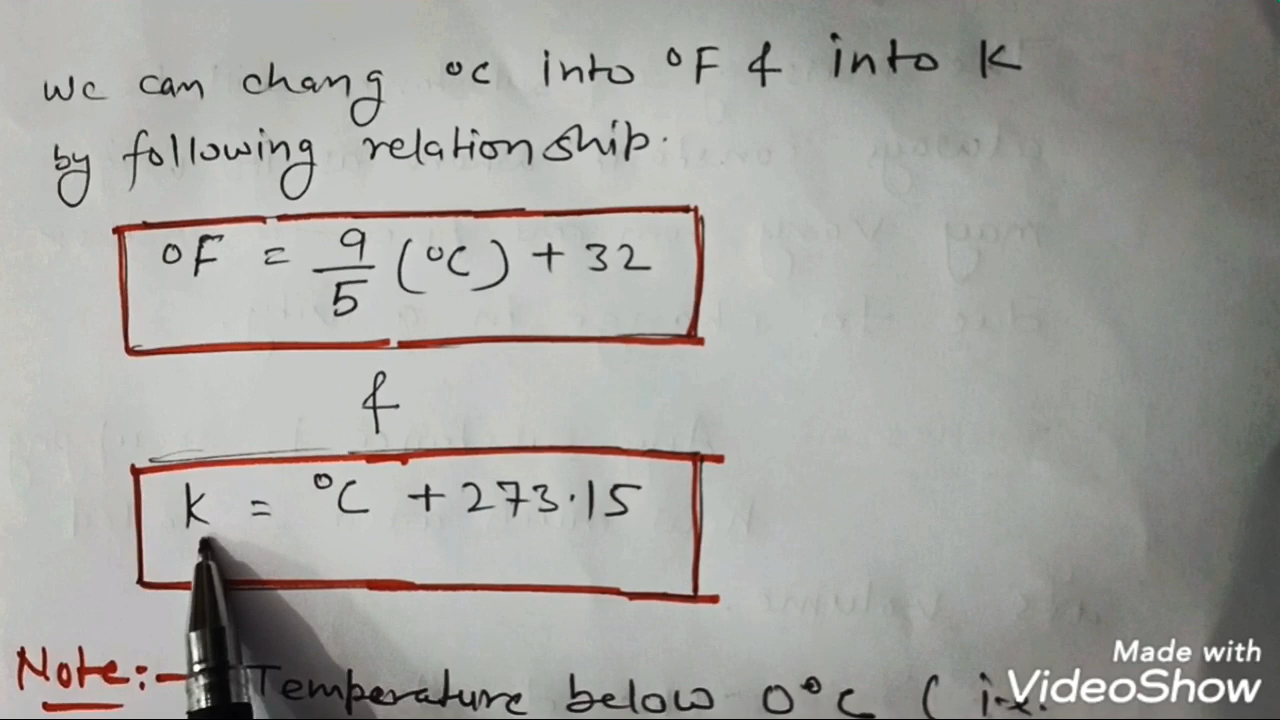 we can chang °C into °F & into K
by following relationship.
°F = 9/5 (°C) + 32
&
K = °C + 273.15
Note:- Temperature below 0°C (i.e.
Made with
VideoShow